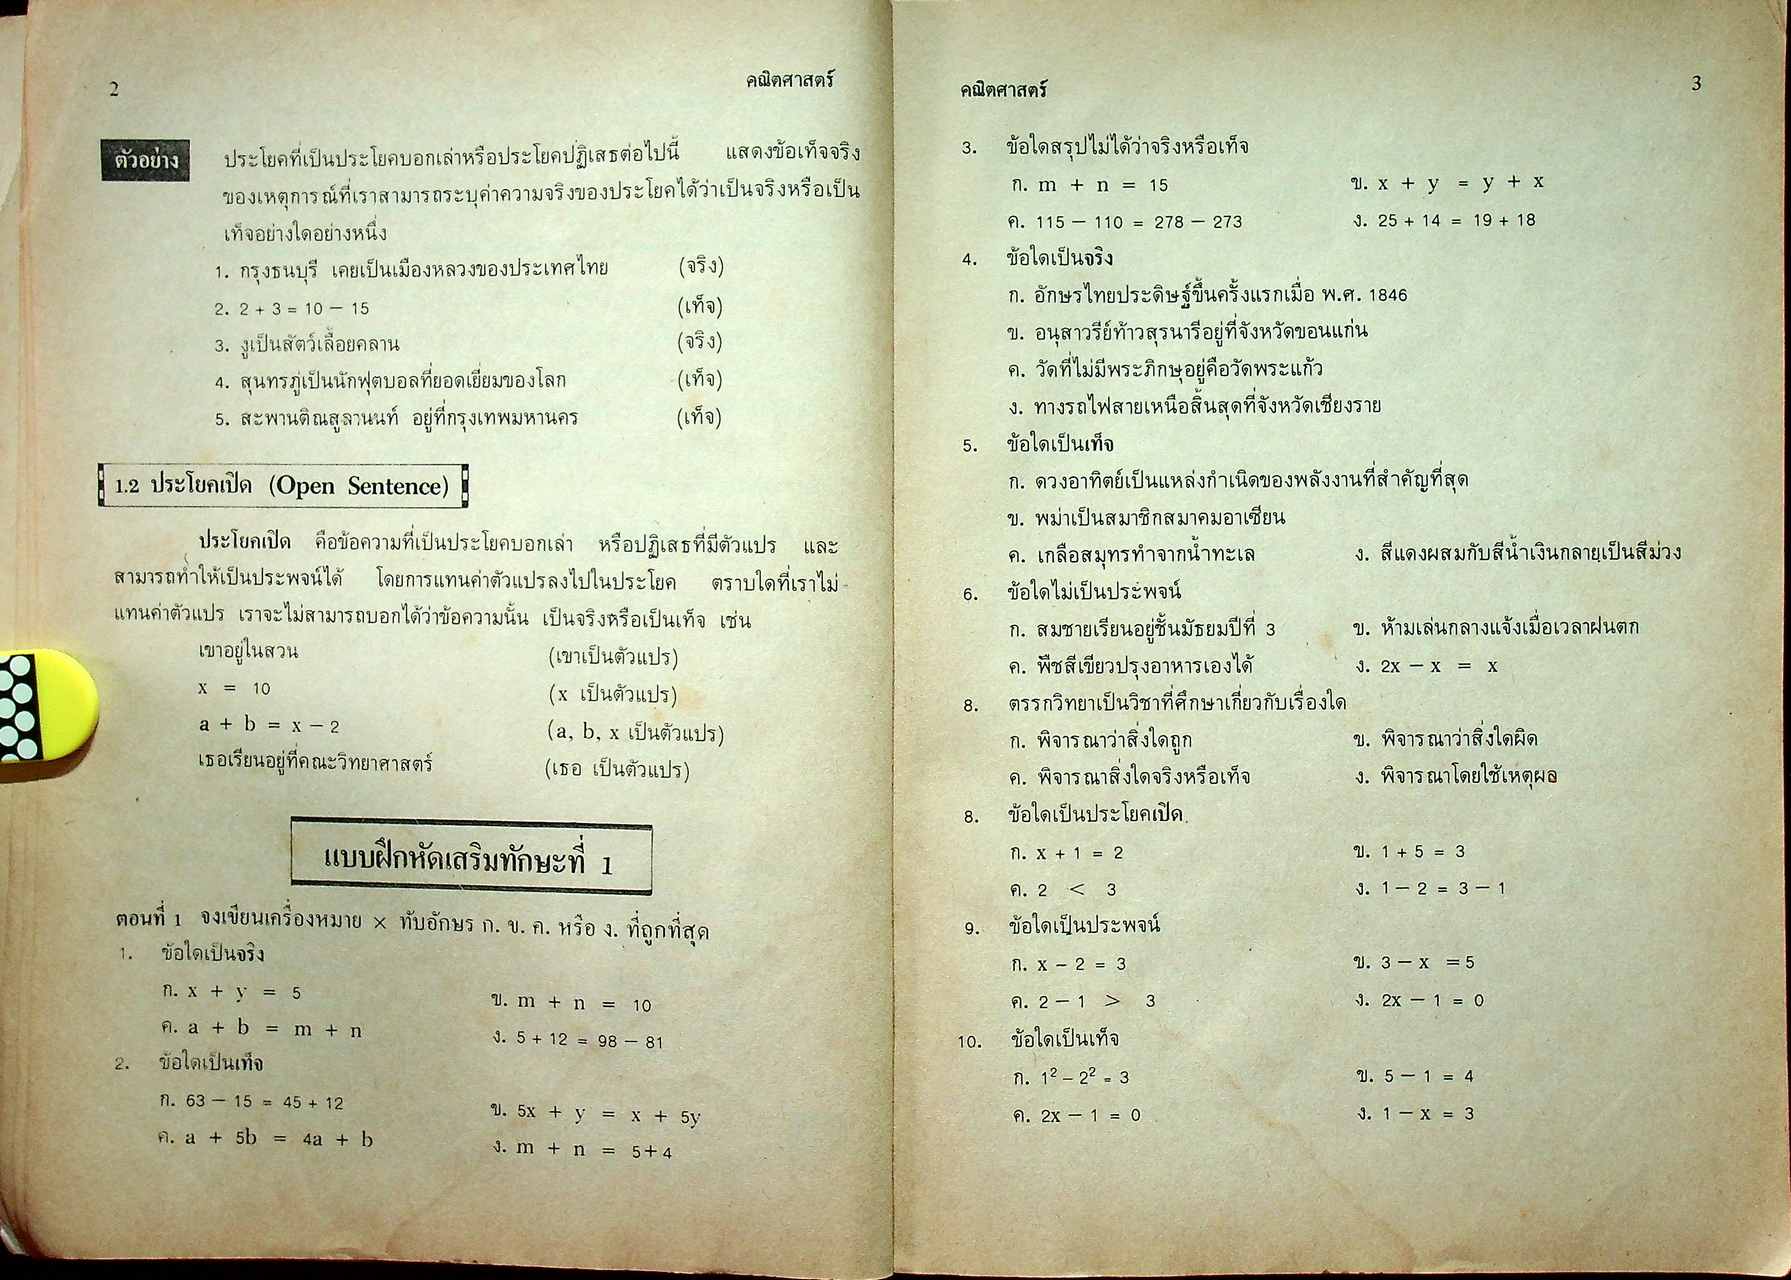 2
คณิตศาสตร์
ตัวอย่าง ประโยคที่เป็นประโยคบอกเล่าหรือประโยคปฏิเสธต่อไปนี้ แสดงข้อเท็จจริง
ของเหตุการณ์ที่เราสามารถระบุค่าความจริงของประโยคได้ว่าเป็นจริงหรือเป็น
เท็จอย่างใดอย่างหนึ่ง
1. กรุงธนบุรี เคยเป็นเมืองหลวงของประเทศไทย (จริง)
2. 2 + 3 = 10 − 15 (เท็จ)
3. งูเป็นสัตว์เลื้อยคลาน (จริง)
4. สุนทรภู่เป็นนักฟุตบอลที่ยอดเยี่ยมของโลก (เท็จ)
5. สะพานติณสูลานนท์ อยู่ที่กรุงเทพมหานคร (เท็จ)
1.2 ประโยคเปิด (Open Sentence)
ประโยคเปิด คือข้อความที่เป็นประโยคบอกเล่า หรือปฏิเสธที่มีตัวแปร และ
สามารถทำให้เป็นประพจน์ได้ โดยการแทนค่าตัวแปรลงไปในประโยค ตราบใดที่เราไม่
แทนค่าตัวแปร เราจะไม่สามารถบอกได้ว่าข้อความนั้น เป็นจริงหรือเป็นเท็จ เช่น
เขาอยู่ในสวน (เขาเป็นตัวแปร)
x = 10 (x เป็นตัวแปร)
a + b = x − 2 (a, b, x เป็นตัวแปร)
เธอเรียนอยู่ที่คณะวิทยาศาสตร์ (เธอ เป็นตัวแปร)
แบบฝึกหัดเสริมทักษะที่ 1
ตอนที่ 1 จงเขียนเครื่องหมาย × ทับอักษร ก. ข. ค. หรือ ง. ที่ถูกที่สุด
1. ข้อใดเป็นจริง
ก. x + y = 5 ข. m + n = 10
ค. a + b = m + n ง. 5 + 12 = 98 − 81
2. ข้อใดเป็นเท็จ
ก. 63 − 15 = 45 + 12 ข. 5x + y = x + 5y
ค. a + 5b = 4a + b ง. m + n = 5+4
คณิตศาสตร์
3
3. ข้อใดสรุปไม่ได้ว่าจริงหรือเท็จ
ก. m + n = 15 ข. x + y = y + x
ค. 115 − 110 = 278 − 273 ง. 25 + 14 = 19 + 18
4. ข้อใดเป็นจริง
ก. อักษรไทยประดิษฐ์ขึ้นครั้งแรกเมื่อ พ.ศ. 1846
ข. อนุสาวรีย์ท้าวสุรนารีอยู่ที่จังหวัดขอนแก่น
ค. วัดที่ไม่มีพระภิกษุอยู่คือวัดพระแก้ว
ง. ทางรถไฟสายเหนือสิ้นสุดที่จังหวัดเชียงราย
5. ข้อใดเป็นเท็จ
ก. ดวงอาทิตย์เป็นแหล่งกำเนิดของพลังงานที่สำคัญที่สุด
ข. พม่าเป็นสมาชิกสมาคมอาเซียน
ค. เกลือสมุทรทำจากน้ำทะเล ง. สีแดงผสมกับสีน้ำเงินกลายเป็นสีม่วง
6. ข้อใดไม่เป็นประพจน์
ก. สมชายเรียนอยู่ชั้นมัธยมปีที่ 3 ข. ห้ามเล่นกลางแจ้งเมื่อเวลาฝนตก
ค. พืชสีเขียวปรุงอาหารเองได้ ง. 2x − x = x
8. ตรรกวิทยาเป็นวิชาที่ศึกษาเกี่ยวกับเรื่องใด
ก. พิจารณาว่าสิ่งใดถูก ข. พิจารณาว่าสิ่งใดผิด
ค. พิจารณาสิ่งใดจริงหรือเท็จ ง. พิจารณาโดยใช้เหตุผล
8. ข้อใดเป็นประโยคเปิด
ก. x + 1 = 2 ข. 1 + 5 = 3
ค. 2 < 3 ง. 1 − 2 = 3 − 1
9. ข้อใดเป็นประพจน์
ก. x − 2 = 3 ข. 3 − x = 5
ค. 2 − 1 > 3 ง. 2x − 1 = 0
10. ข้อใดเป็นเท็จ
ก. 1² − 2² = 3 ข. 5 − 1 = 4
ค. 2x − 1 = 0 ง. 1 − x = 3